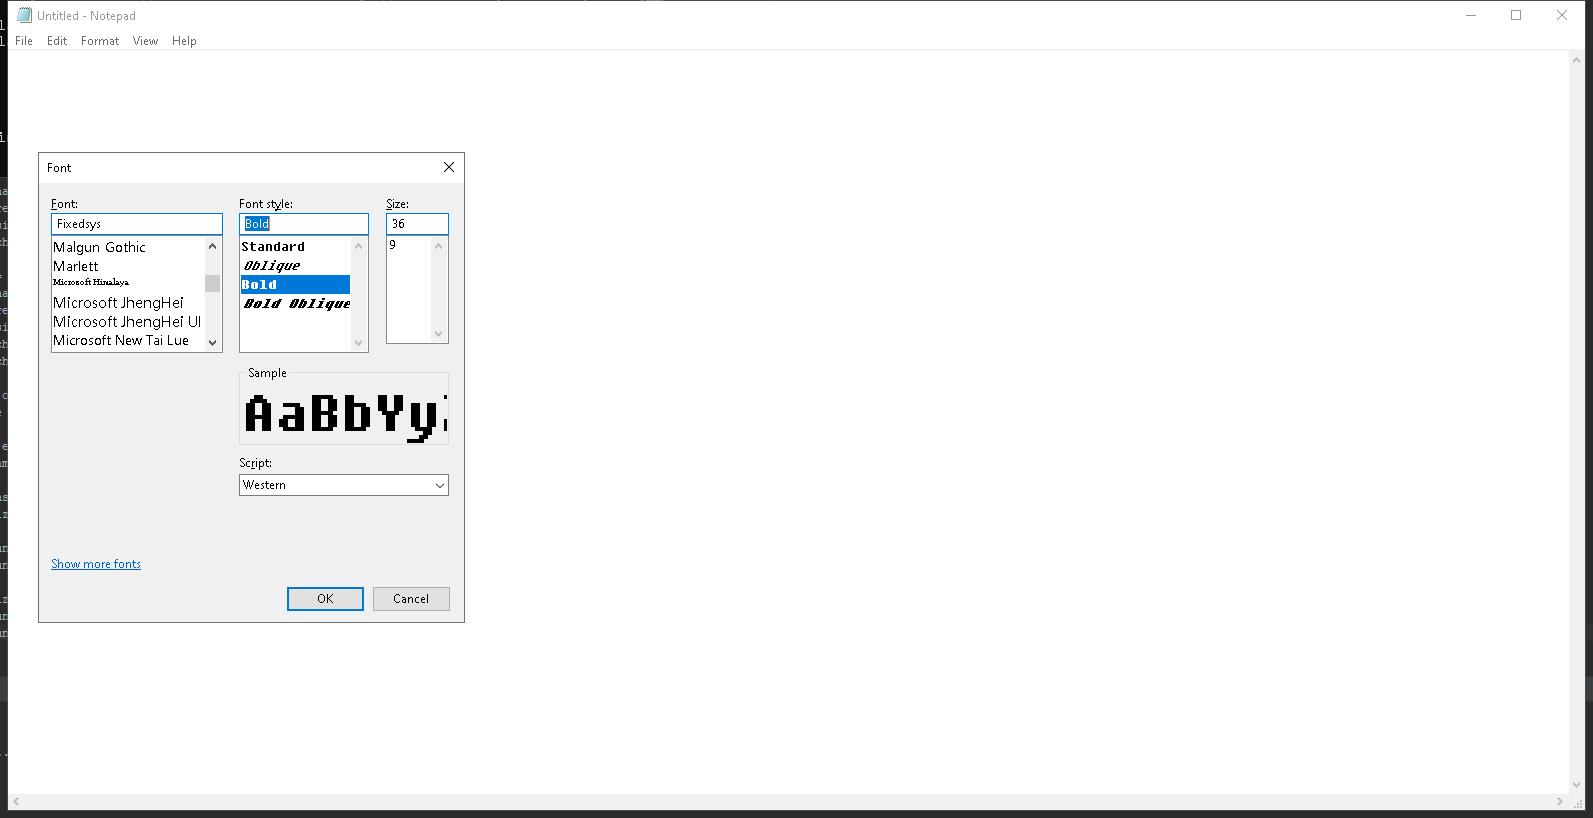 Untitled - Notepad
File Edit Format View Help
Font
Font: Font style: Size:
Fixedsys Bold 36
Malgun Gothic Standard 9
Marlett Oblique
Microsoft Himalaya Bold
Microsoft JhengHei Bold Oblique
Microsoft JhengHei UI
Microsoft New Tai Lue
Sample
AaBbYy
Script:
Western
Show more fonts
OK Cancel